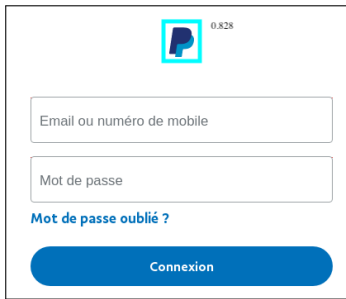 0.828
Email ou numéro de mobile
Mot de passe
Mot de passe oublié ?
Connexion